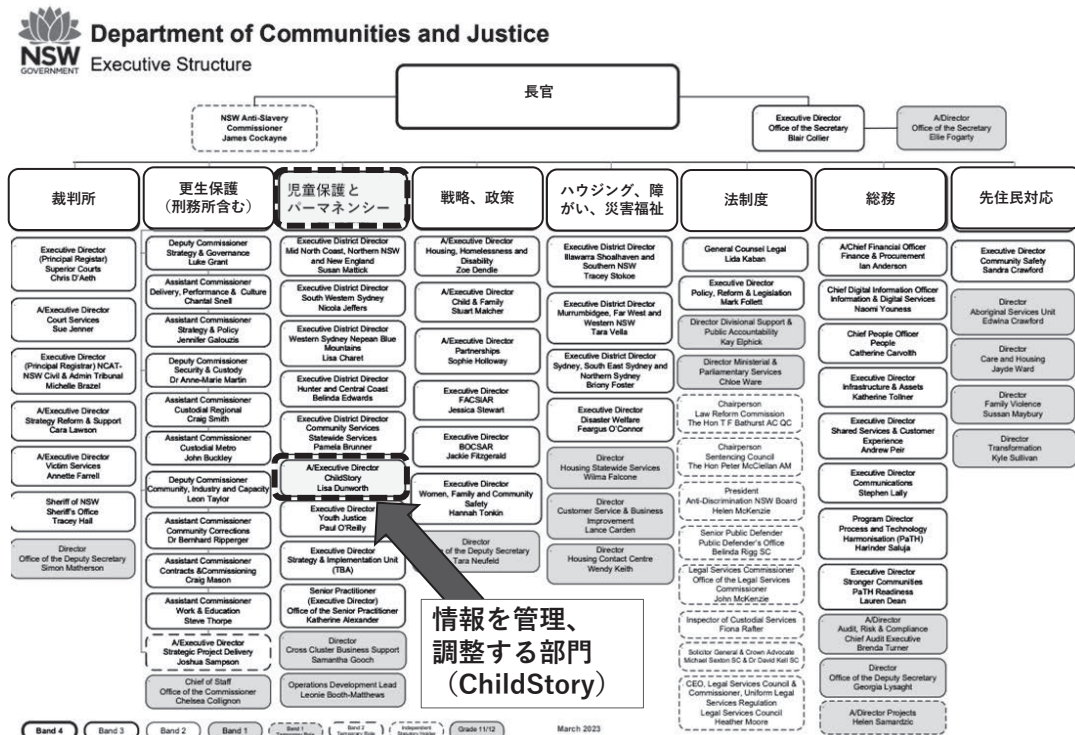 NSW
GOVERNMENT
Department of Communities and Justice
Executive Structure
長官
NSW Anti-Slavery
Commissioner
James Cockayne
Executive Director
Office of the Secretary
Blair Collier
A/Director
Office of the Secretary
Ellie Fogarty
裁判所
Executive Director
(Principal Registar)
Superior Courts
Chris D'Aeth
A/Executive Director
Court Services
Sue Jenner
Executive Director
(Principal Registar) NCAT-
NSW Civil & Admin Tribunal
Michelle Brazel
A/Executive Director
Strategy Reform & Support
Cara Lawson
A/Executive Director
Victim Services
Annette Farrell
Sheriff of NSW
Sheriff's Office
Tracey Hall
Director
Office of the Deputy Secretary
Simon Matherson
更生保護
（刑務所含む）
Deputy Commissioner
Strategy & Governance
Luke Grant
Assistant Commissioner
Delivery, Performance & Culture
Chantal Snell
Assistant Commissioner
Strategy & Policy
Jennifer Galouzis
Deputy Commissioner
Security & Custody
Dr Anne-Marie Martin
Assistant Commissioner
Custodial Regional
Craig Smith
Assistant Commissioner
Custodial Metro
John Buckley
Deputy Commissioner
Community, Industry and Capacity
Leon Taylor
Assistant Commissioner
Community Corrections
Dr Bernhard Ripperger
Assistant Commissioner
Contracts &Commissioning
Craig Mason
Assistant Commissioner
Work & Education
Steve Thorpe
A/Executive Director
Strategic Project Delivery
Joshua Sampson
Chief of Staff
Office of the Commissioner
Chelsea Collignon
児童保護と
パーマネンシー
Executive District Director
Mid North Coast, Northern NSW
and New England
Susan Mattick
Executive District Director
South Western Sydney
Nicola Jeffers
Executive District Director
Western Sydney Nepean Blue
Mountains
Lisa Charet
Executive District Director
Hunter and Central Coast
Belinda Edwards
Executive District Director
Community Services
Statewide Services
Pamela Brunner
A/Executive Director
ChildStory
Lisa Dunworth
Executive Director
Youth Justice
Paul O'Reilly
Executive Director
Strategy & Implementation Unit
(TBA)
Senior Practitioner
(Executive Director)
Office of the Senior Practitioner
Katherine Alexander
Director
Cross Cluster Business Support
Samantha Gooch
Operations Development Lead
Leonie Booth-Matthews
戦略、政策
A/Executive Director
Housing, Homelessness and
Disability
Zoe Dendle
A/Executive Director
Child & Family
Stuart Malcher
A/Executive Director
Partnerships
Sophie Holloway
Executive Director
FACSIAR
Jessica Stewart
Executive Director
BOCSAR
Jackie Fitzgerald
Executive Director
Women, Family and Community
Safety
Hannah Tonkin
Director
of the Deputy Secretary
Tara Neufeld
情報を管理、
調整する部門
（ChildStory）
ハウジング、障
がい、災害福祉
Executive District Director
Illawarra Shoalhaven and
Southern NSW
Tracey Stokoe
Executive District Director
Murrumbidgee, Far West and
Western NSW
Tara Vella
Executive District Director
Sydney, South East Sydney and
Northern Sydney
Briony Foster
Executive Director
Disaster Welfare
Feargus O'Connor
Director
Housing Statewide Services
Wilma Falcone
Director
Customer Service & Business
Improvement
Lance Carden
Director
Housing Contact Centre
Wendy Keith
法制度
General Counsel Legal
Lida Kaban
Executive Director
Policy, Reform & Legislation
Mark Follett
Director Divisional Support &
Public Accountability
Kay Elphick
Director Ministerial &
Parliamentary Services
Chloe Ware
Chairperson
Law Reform Commission
The Hon T F Bathurst AC QC
Chairperson
Sentencing Council
The Hon Peter McClellan AM
President
Anti-Discrimination NSW Board
Helen McKenzie
Senior Public Defender
Public Defender's Office
Belinda Rigg SC
Legal Services Commissioner
Office of the Legal Services
Commissioner
John McKenzie
Inspector of Custodial Services
Fiona Rafter
Solicitor General & Crown Advocate
Michael Sexton SC & Dr David Kell SC
CEO, Legal Services Council &
Commissioner, Uniform Legal
Services Regulation
Legal Services Council
Heather Moore
総務
A/Chief Financial Officer
Finance & Procurement
Ian Anderson
Chief Digital Information Officer
Information & Digital Services
Naomi Youness
Chief People Officer
People
Catherine Carvolth
Executive Director
Infrastructure & Assets
Katherine Tollner
Executive Director
Shared Services & Customer
Experience
Andrew Peir
Executive Director
Communications
Stephen Lally
Program Director
Process and Technology
Harmonisation (PaTH)
Harinder Saluja
Executive Director
Stronger Communities
PaTH Readiness
Lauren Dean
A/Director
Audit, Risk & Compliance
Chief Audit Executive
Brenda Turner
Director
Office of the Deputy Secretary
Georgia Lysaght
A/Director Projects
Helen Samardzic
先住民対応
Executive Director
Community Safety
Sandra Crawford
Director
Aboriginal Services Unit
Edwina Crawford
Director
Care and Housing
Jayde Ward
Director
Family Violence
Sussan Maybury
Director
Transformation
Kyle Sullivan
Band 4
Band 3
Band 2
Band 1
Band 1
Band 2
Independent
Grade 11/12
March 2023